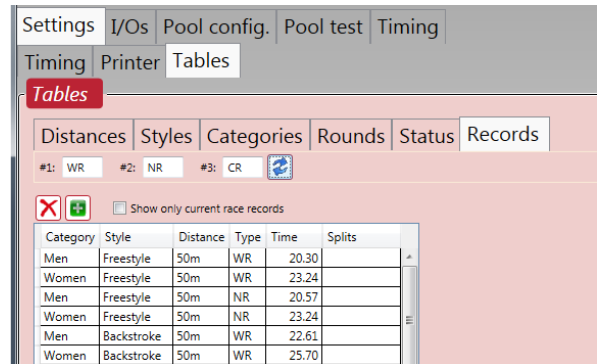 Settings I/Os Pool config. Pool test Timing
Timing Printer Tables
Tables
Distances Styles Categories Rounds Status Records
#1: WR #2: NR #3: CR
Show only current race records
Category Style Distance Type Time Splits
Men Freestyle 50m WR 20.30
Women Freestyle 50m WR 23.24
Men Freestyle 50m NR 20.57
Women Freestyle 50m NR 23.24
Men Backstroke 50m WR 22.61
Women Backstroke 50m WR 25.70